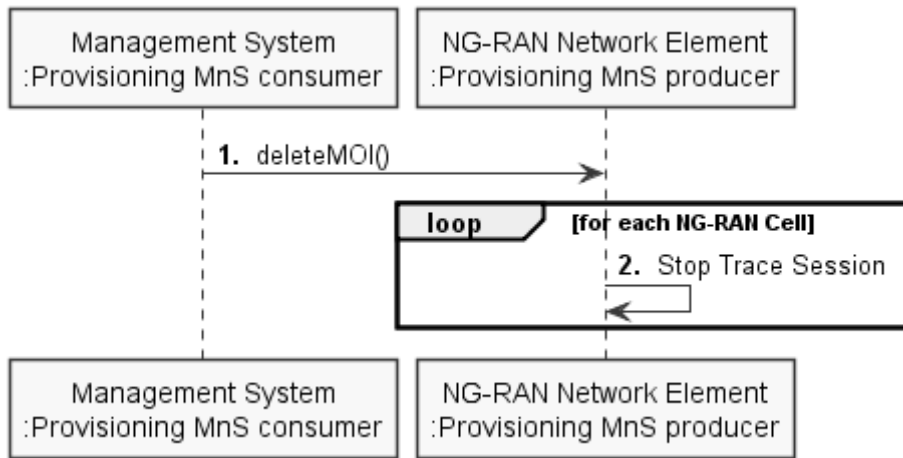 Management System
:Provisioning MnS consumer
NG-RAN Network Element
:Provisioning MnS producer
1. deleteMOI()
loop [for each NG-RAN Cell]
2. Stop Trace Session
Management System
:Provisioning MnS consumer
NG-RAN Network Element
:Provisioning MnS producer